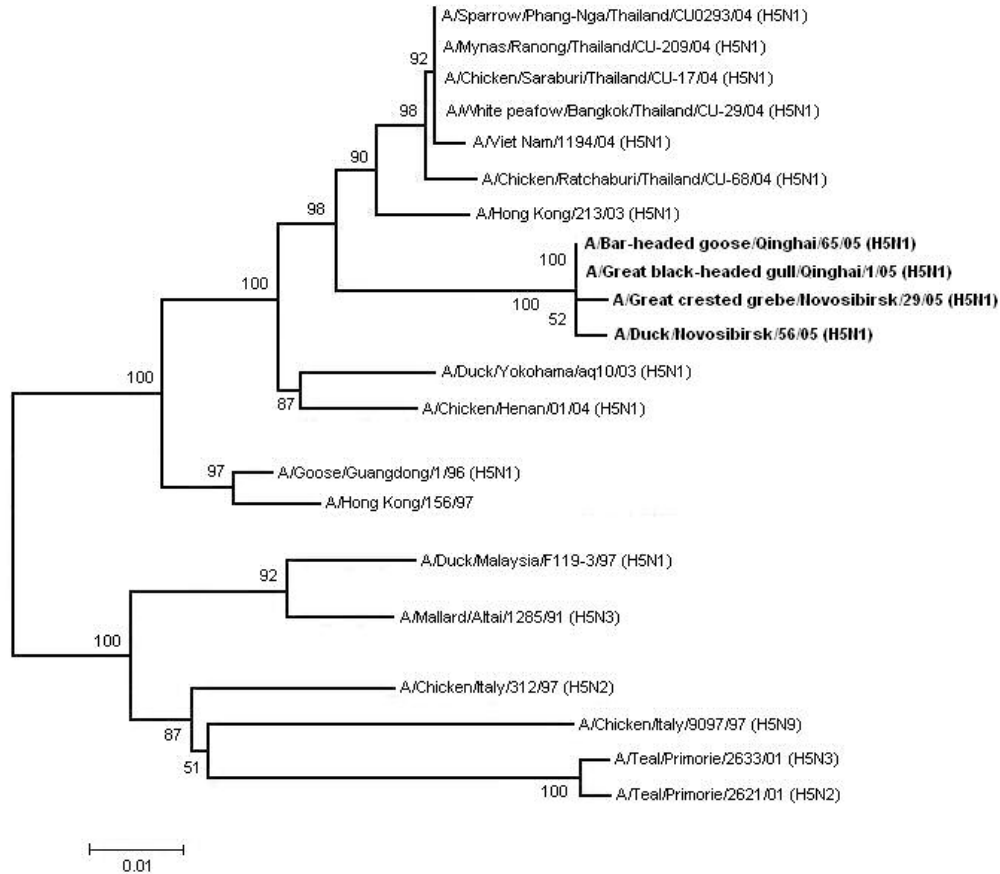 A/Sparrow/Phang-Nga/Thailand/CU0293/04 (H5N1)
A/Mynas/Ranong/Thailand/CU-209/04 (H5N1)
92
A/Chicken/Saraburi/Thailand/CU-17/04 (H5N1)
98
A/White peafow/Bangkok/Thailand/CU-29/04 (H5N1)
A/Viet Nam/1194/04 (H5N1)
90
A/Chicken/Ratchaburi/Thailand/CU-68/04 (H5N1)
98
A/Hong Kong/213/03 (H5N1)
A/Bar-headed goose/Qinghai/65/05 (H5N1)
100
A/Great black-headed gull/Qinghai/1/05 (H5N1)
100
100
A/Great crested grebe/Novosibirsk/29/05 (H5N1)
52
A/Duck/Novosibirsk/56/05 (H5N1)
100
A/Duck/Yokohama/aq10/03 (H5N1)
87
A/Chicken/Henan/01/04 (H5N1)
97
A/Goose/Guangdong/1/96 (H5N1)
A/Hong Kong/156/97
A/Duck/Malaysia/F119-3/97 (H5N1)
92
A/Mallard/Altai/1285/91 (H5N3)
100
A/Chicken/Italy/312/97 (H5N2)
87
A/Chicken/Italy/9097/97 (H5N9)
51
A/Teal/Primorie/2633/01 (H5N3)
100
A/Teal/Primorie/2621/01 (H5N2)
0.01